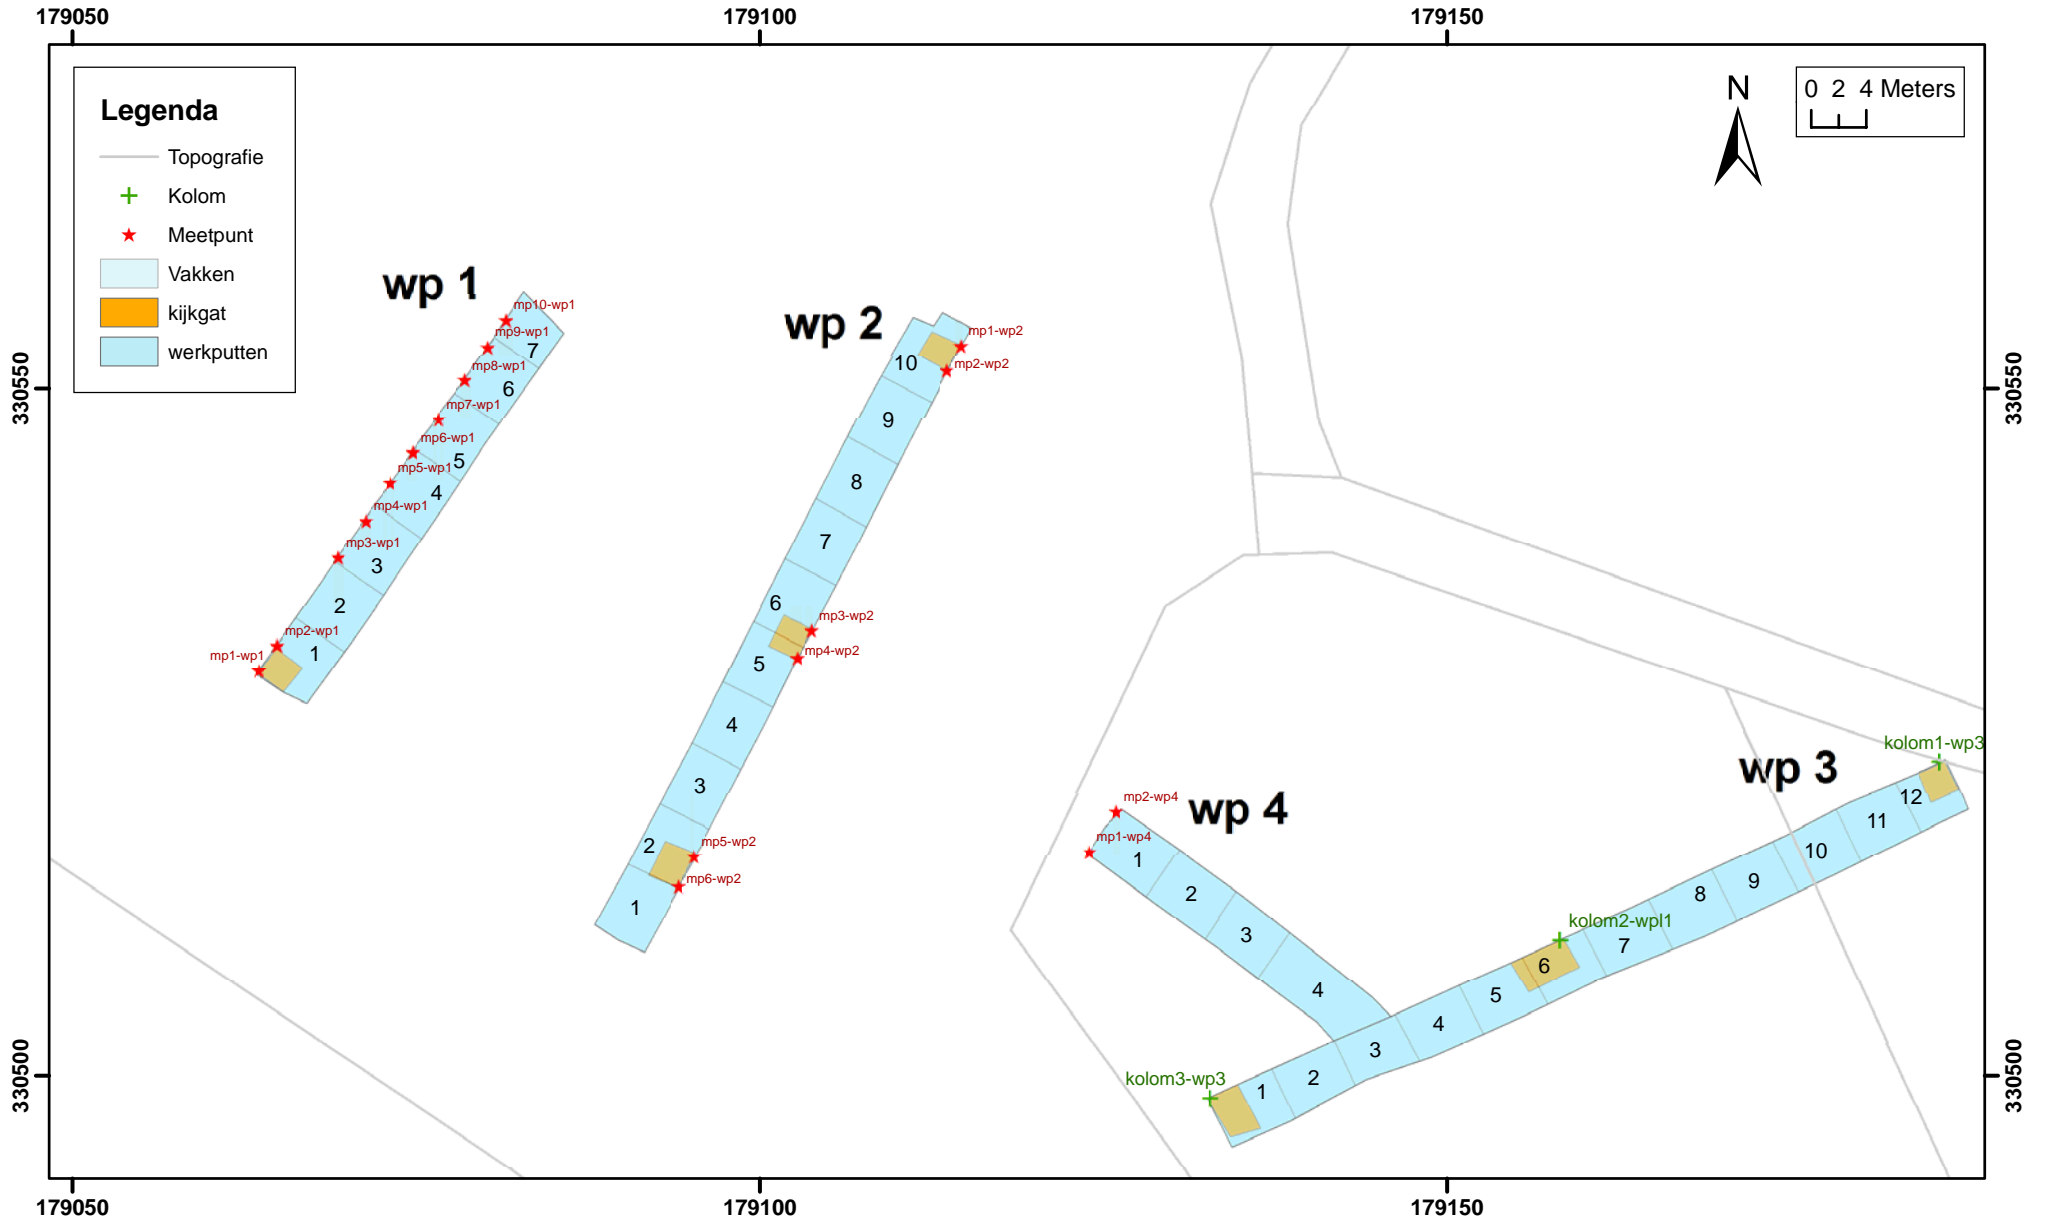 179050
179100
179150
Legenda
Topografie
Kolom
Meetpunt
Vakken
kijkgat
werkputten
N
0 2 4 Meters
330550
330550
330500
330500
wp 1
mp10-wp1
mp9-wp1
7
mp8-wp1
6
mp7-wp1
mp6-wp1
5
mp5-wp1
4
mp4-wp1
mp3-wp1
3
2
mp2-wp1
1
mp1-wp1
wp 2
mp1-wp2
10
mp2-wp2
9
8
7
6
mp3-wp2
mp4-wp2
5
4
3
2
mp5-wp2
mp6-wp2
1
wp 4
mp2-wp4
mp1-wp4
1
2
3
4
wp 3
kolom1-wp3
12
11
10
9
8
kolom2-wpl1
7
6
5
4
3
2
1
kolom3-wp3
179050
179100
179150